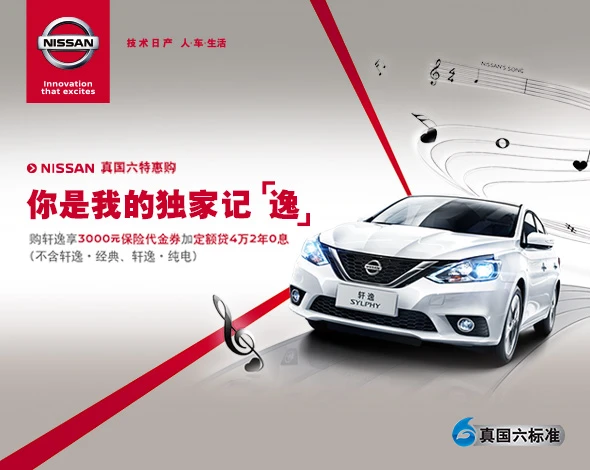 NISSAN
Innovation
that excites
技术日产 人·车·生活
NISSAN'S SONG
NISSAN 真国六特惠购
你是我的独家记「逸」
购轩逸享3000元保险代金券加定额贷4万2年0息
（不含轩逸·经典、轩逸·纯电）
轩逸
SYLPHY
真国六标准